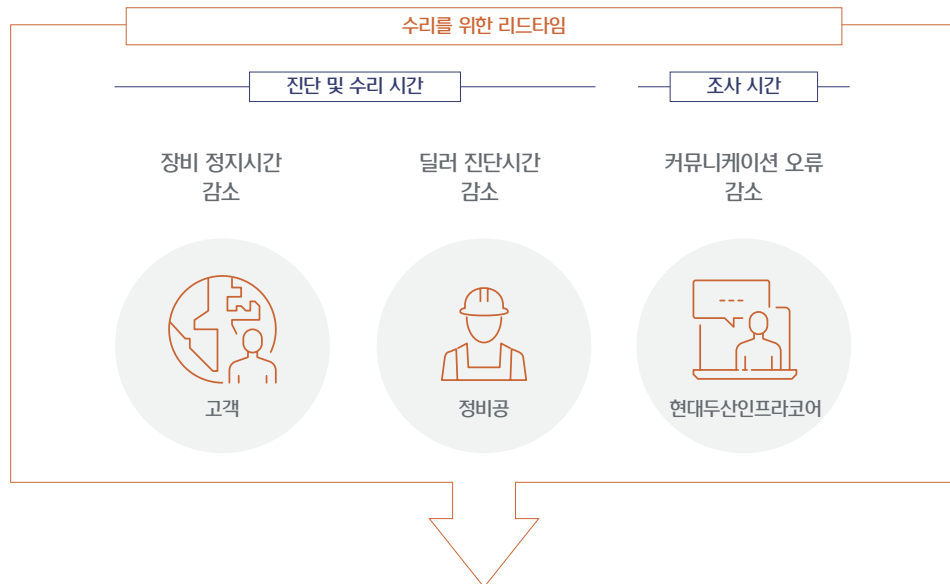 수리를 위한 리드타임
진단 및 수리 시간
조사 시간
장비 정지시간
감소
딜러 진단시간
감소
커뮤니케이션 오류
감소
고객
정비공
현대두산인프라코어